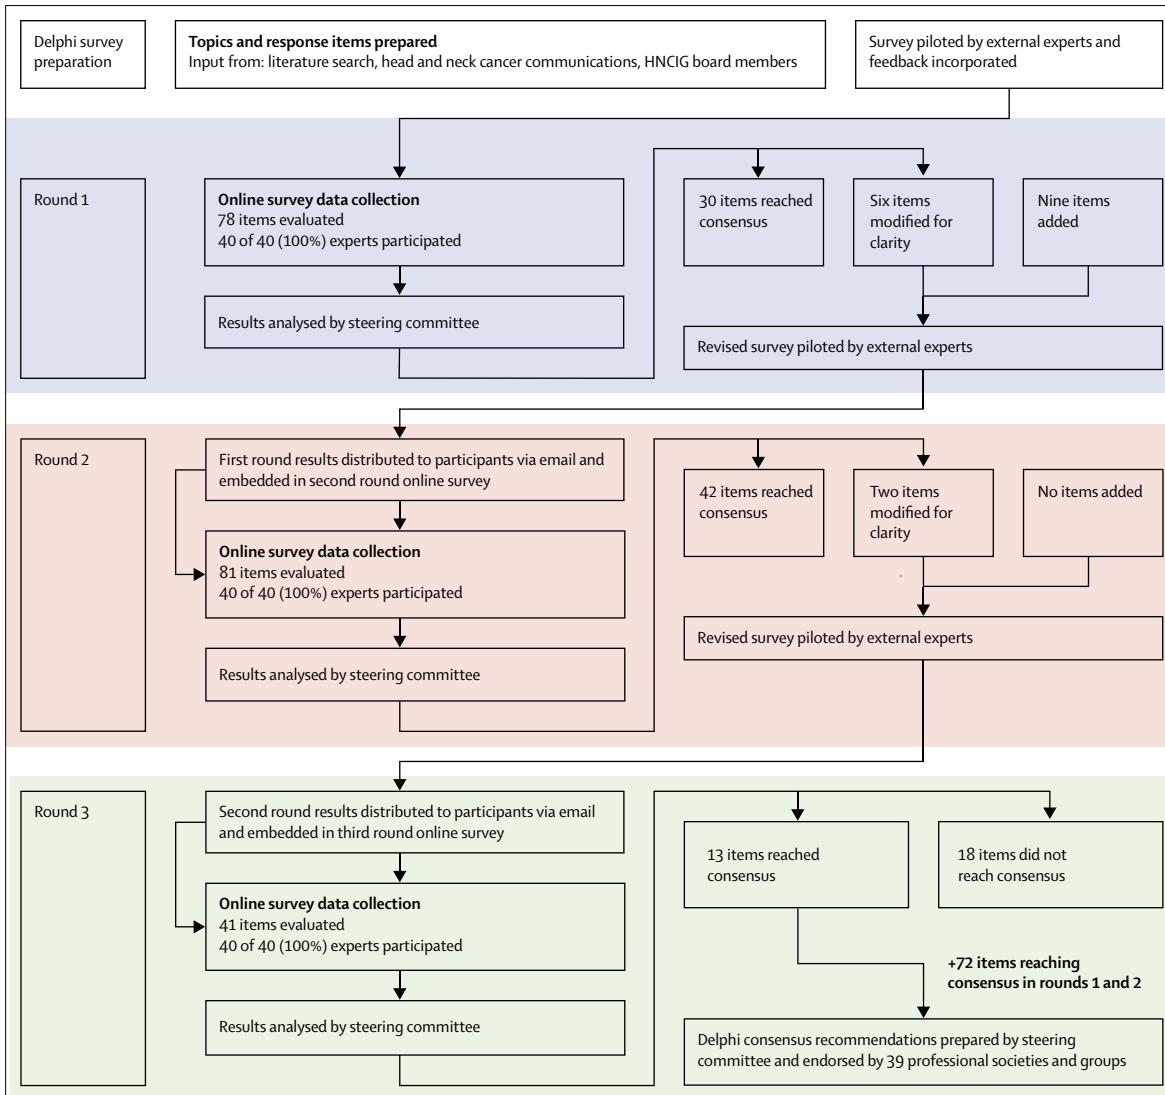 Delphi survey
preparation
Topics and response items prepared
Input from: literature search, head and neck cancer communications, HNCIG board members
Survey piloted by external experts and
feedback incorporated
Round 1
Online survey data collection
78 items evaluated
40 of 40 (100%) experts participated
Results analysed by steering committee
30 items reached
consensus
Six items
modified for
clarity
Nine items
added
Revised survey piloted by external experts
Round 2
First round results distributed to participants via email and
embedded in second round online survey
Online survey data collection
81 items evaluated
40 of 40 (100%) experts participated
Results analysed by steering committee
42 items reached
consensus
Two items
modified for
clarity
No items added
Revised survey piloted by external experts
Round 3
Second round results distributed to participants via email
and embedded in third round online survey
Online survey data collection
41 items evaluated
40 of 40 (100%) experts participated
Results analysed by steering committee
13 items reached
consensus
18 items did not
reach consensus
+72 items reaching
consensus in rounds 1 and 2
Delphi consensus recommendations prepared by steering
committee and endorsed by 39 professional societies and groups